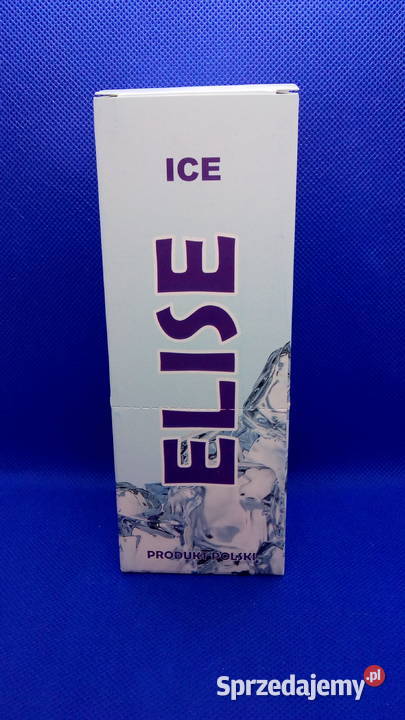 ICE
ELISE
PRODUKT POLSKI
Sprzedajemy.pl